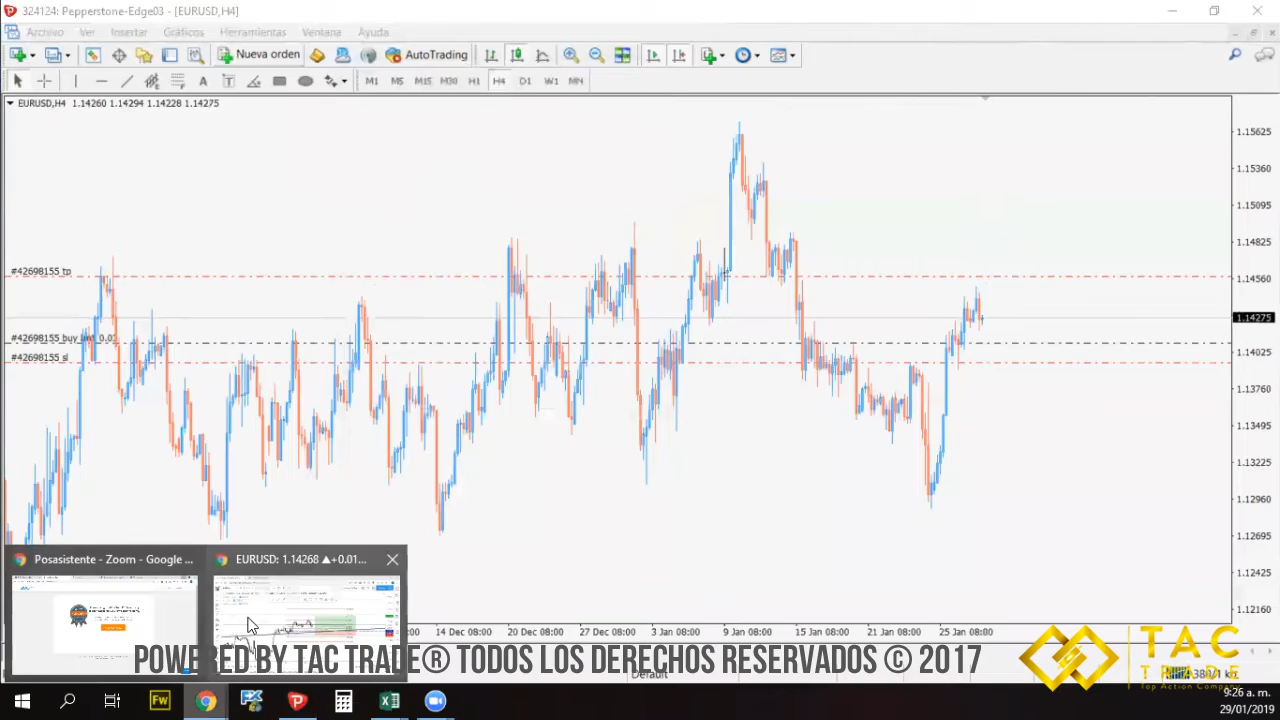 324124: Pepperstone-Edge03 - [EURUSD,H4]
Archivo Ver Insertar Gráficos Herramientas Ventana Ayuda
Nueva orden AutoTrading
A T M1 M5 M15 M30 H1 H4 D1 W1 MN
EURUSD,H4 1.14260 1.14294 1.14228 1.14275
1.15625
1.15360
1.15095
1.14825
#42698155 tp
1.14560
1.14275
#42698155 buy limit 0.01
1.14025
#42698155 sl
1.13760
1.13495
1.13225
1.12960
1.12695
1.12425
1.12160
Posasistente - Zoom - Google ...
EURUSD: 1.14268 ▲+0.01...
:00 14 Dec 08:00 20 Dec 08:00 27 Dec 08:00 3 Jan 08:00 9 Jan 08:00 15 Jan 08:00 21 Jan 08:00 25 Jan 08:00
POWERED BY TAC TRADE® TODOS LOS DERECHOS RESERVADOS © 2017
TAC
TRADE
Top Action Company
Default
Fw
9:26 a. m.
29/01/2019